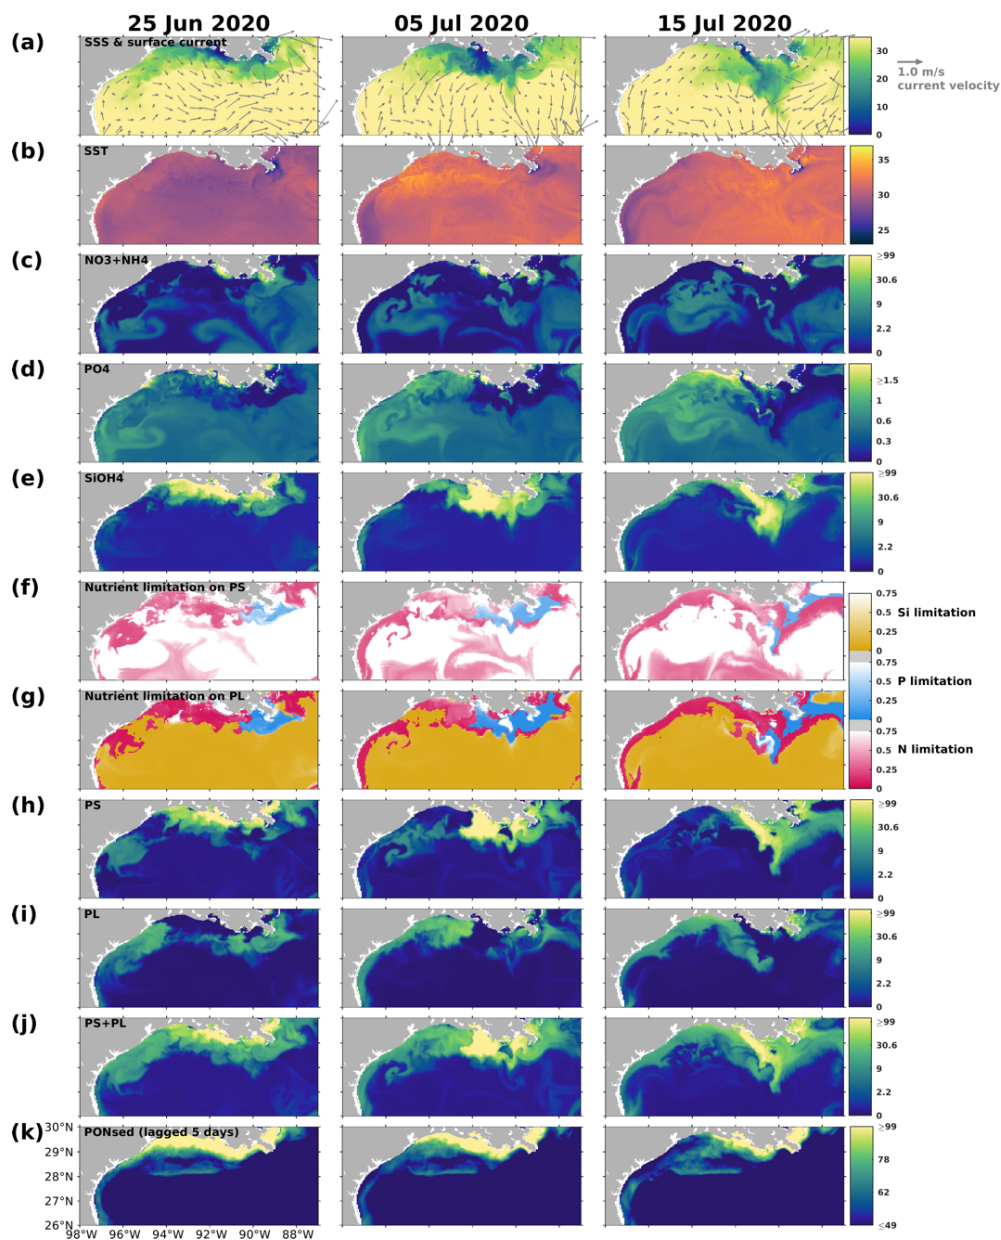 25 Jun 2020 05 Jul 2020 15 Jul 2020
(a) SSS & surface current
30
20
10
0
1.0 m/s
current velocity
(b) SST
35
30
25
(c) NO3+NH4
≥99
30.6
9
2.2
0
(d) PO4
≥1.5
1
0.6
0.3
0
(e) SiOH4
≥99
30.6
9
2.2
0
(f) Nutrient limitation on PS
0.75
0.25
0
Si limitation
0.75
0.25
0
P limitation
(g) Nutrient limitation on PL
0.75
0.25
0
N limitation
(h) PS
≥99
30.6
9
2.2
0
(i) PL
≥99
30.6
9
2.2
0
(j) PS+PL
≥99
30.6
9
2.2
0
(k) PONsed (lagged 5 days)
≥99
78
62
≤49
30°N
29°N
28°N
27°N
26°N
98°W 96°W 94°W 92°W 90°W 88°W